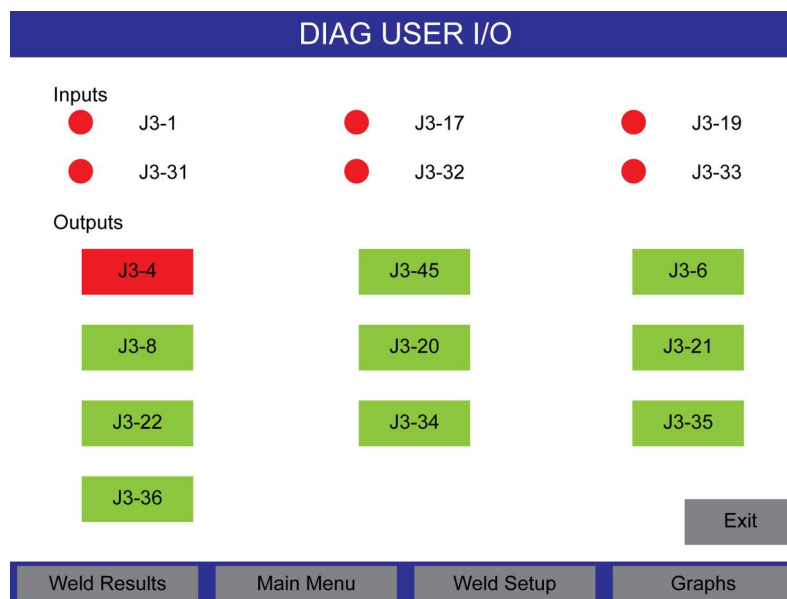 DIAG USER I/O
Inputs
J3-1 J3-17 J3-19
J3-31 J3-32 J3-33
Outputs
J3-4 J3-45 J3-6
J3-8 J3-20 J3-21
J3-22 J3-34 J3-35
J3-36
Exit
Weld Results Main Menu Weld Setup Graphs